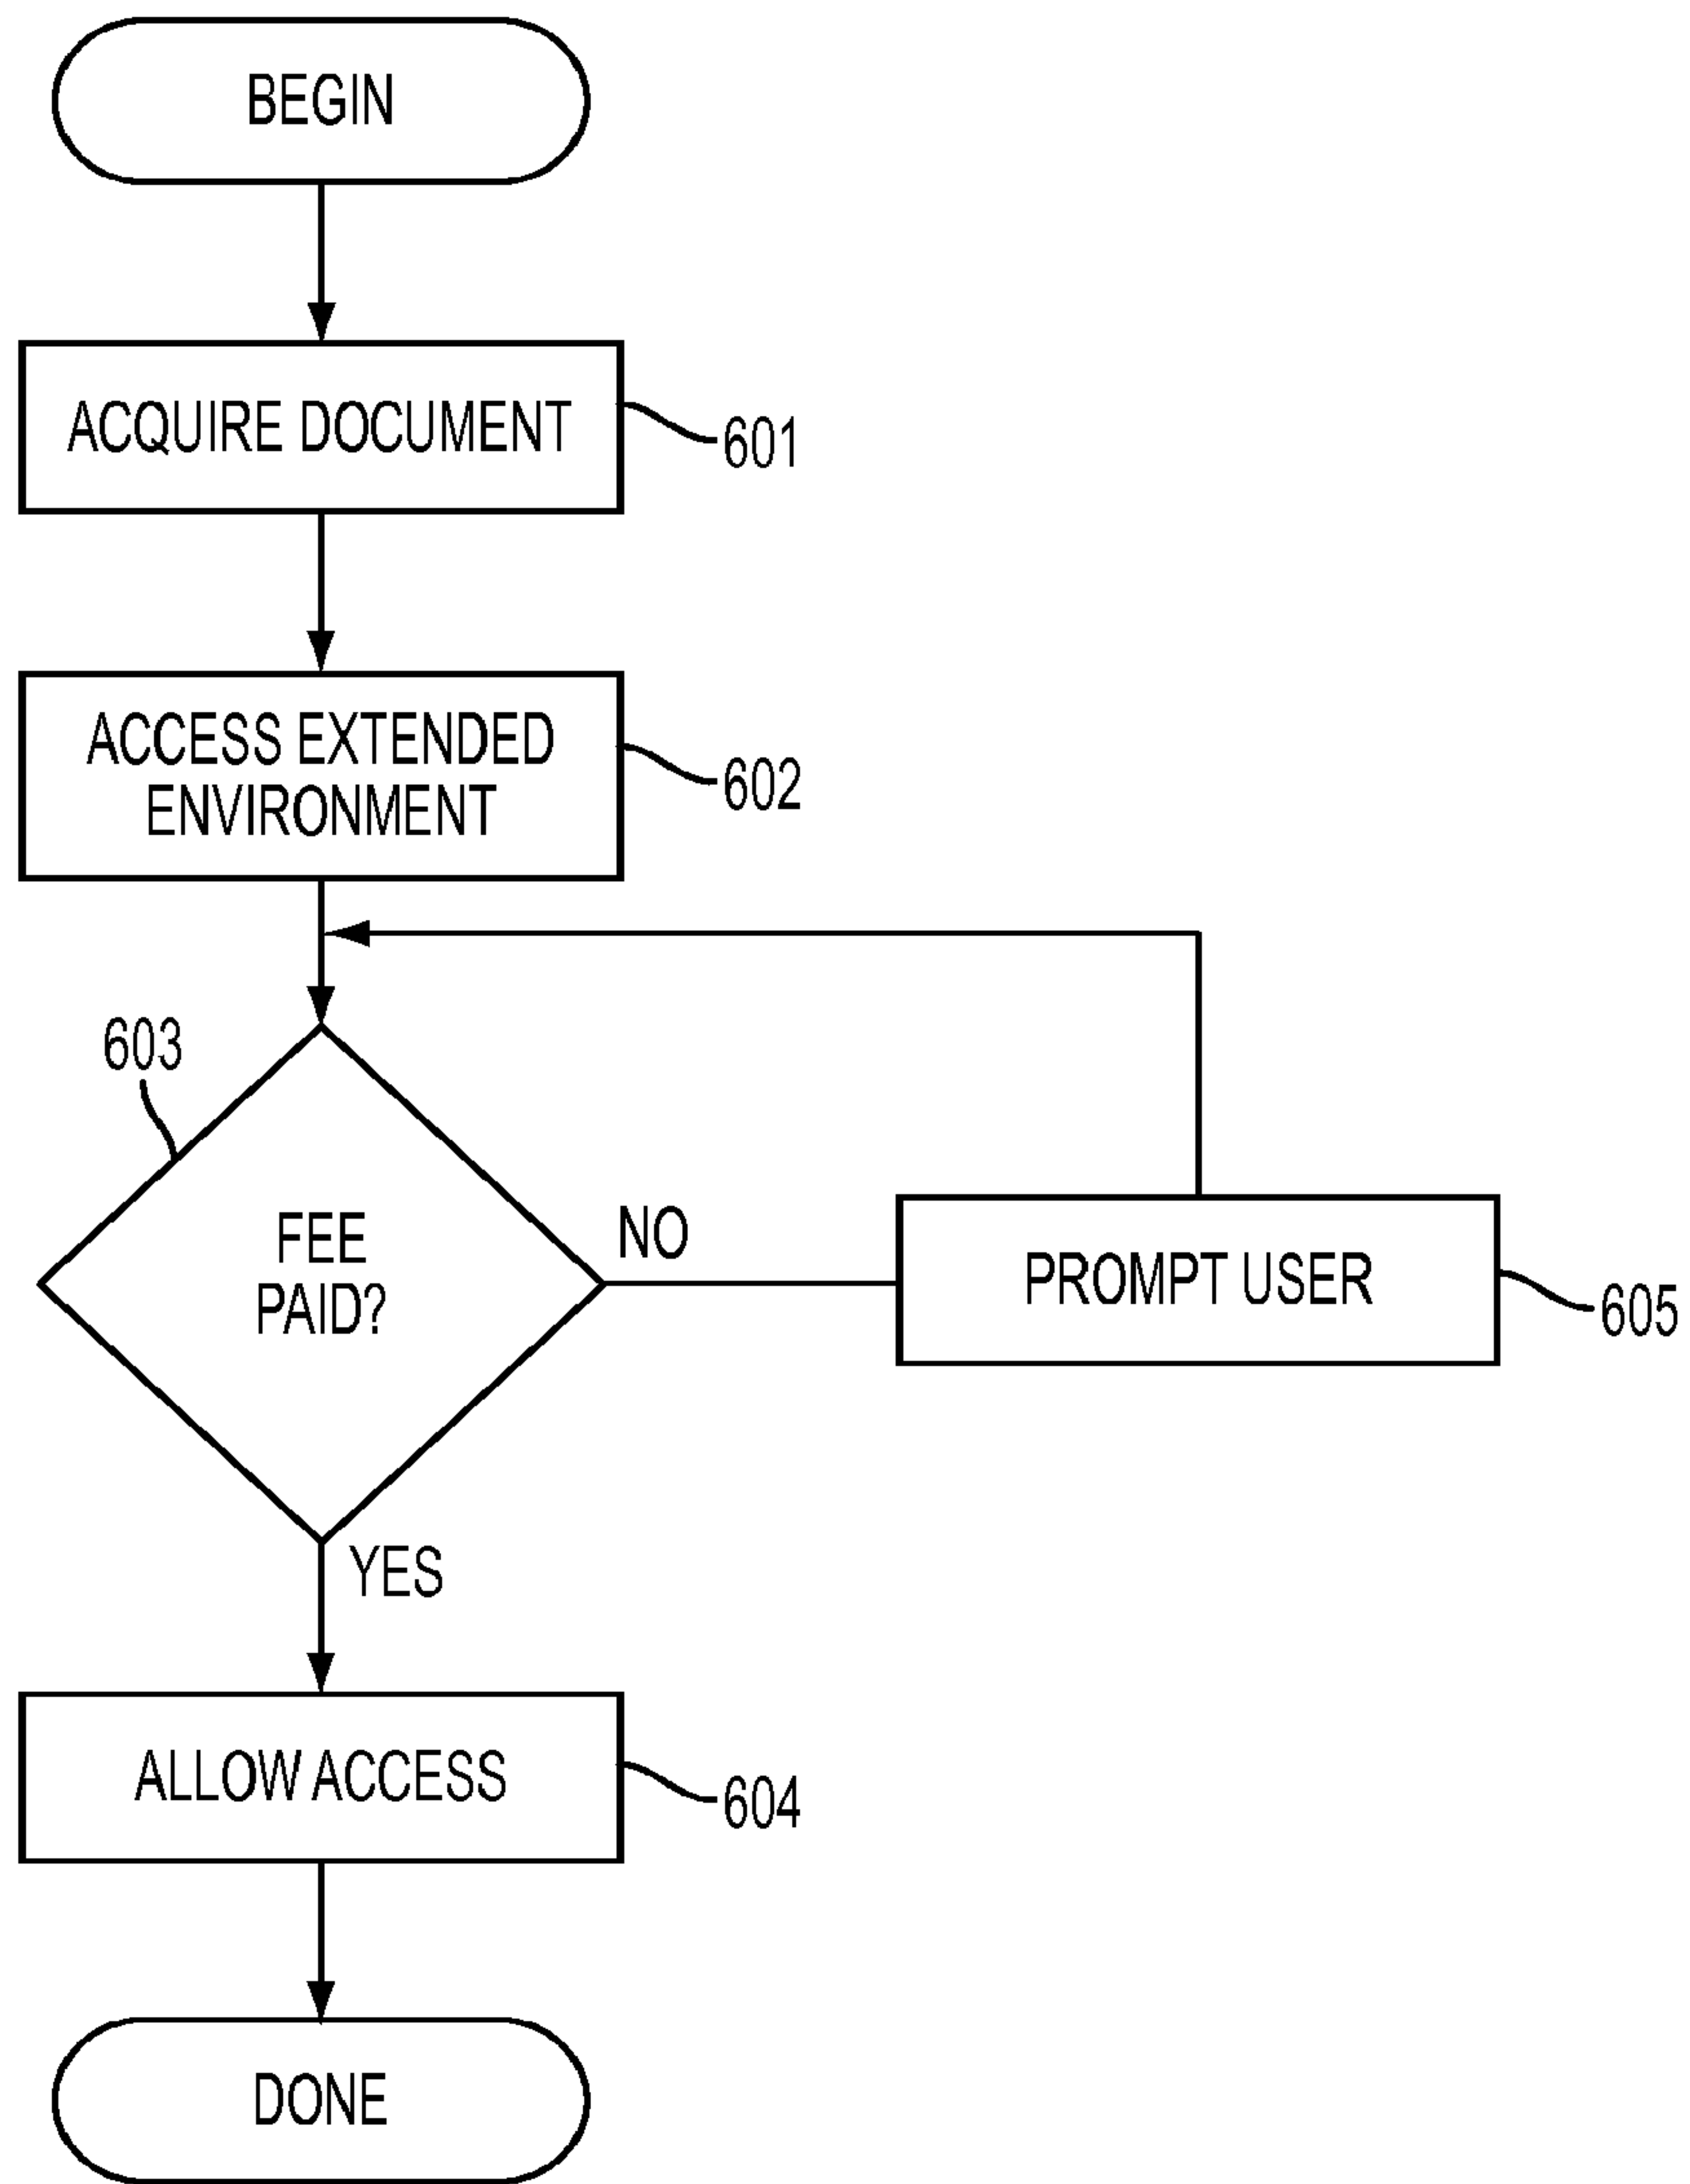 BEGIN
ACQUIRE DOCUMENT
601
ACCESS EXTENDED
ENVIRONMENT
602
603
FEE
PAID?
NO
PROMPT USER
605
YES
ALLOW ACCESS
604
DONE